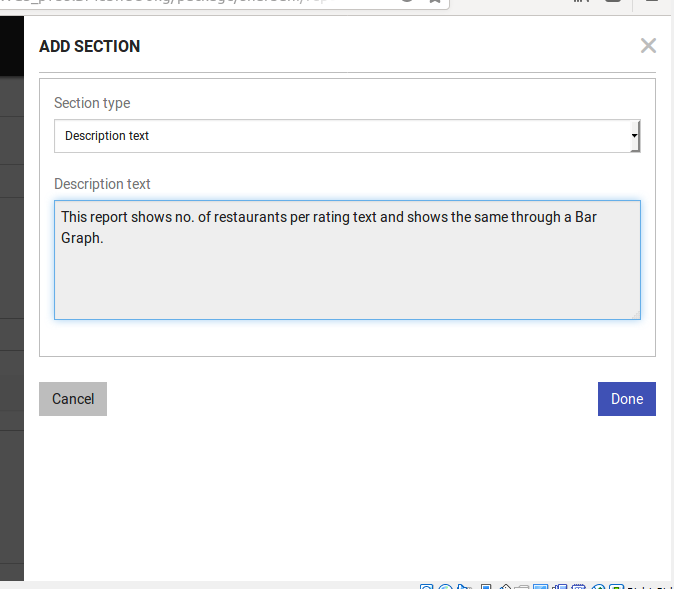 ADD SECTION
Section type
Description text
Description text
This report shows no. of restaurants per rating text and shows the same through a Bar
Graph.
Cancel
Done